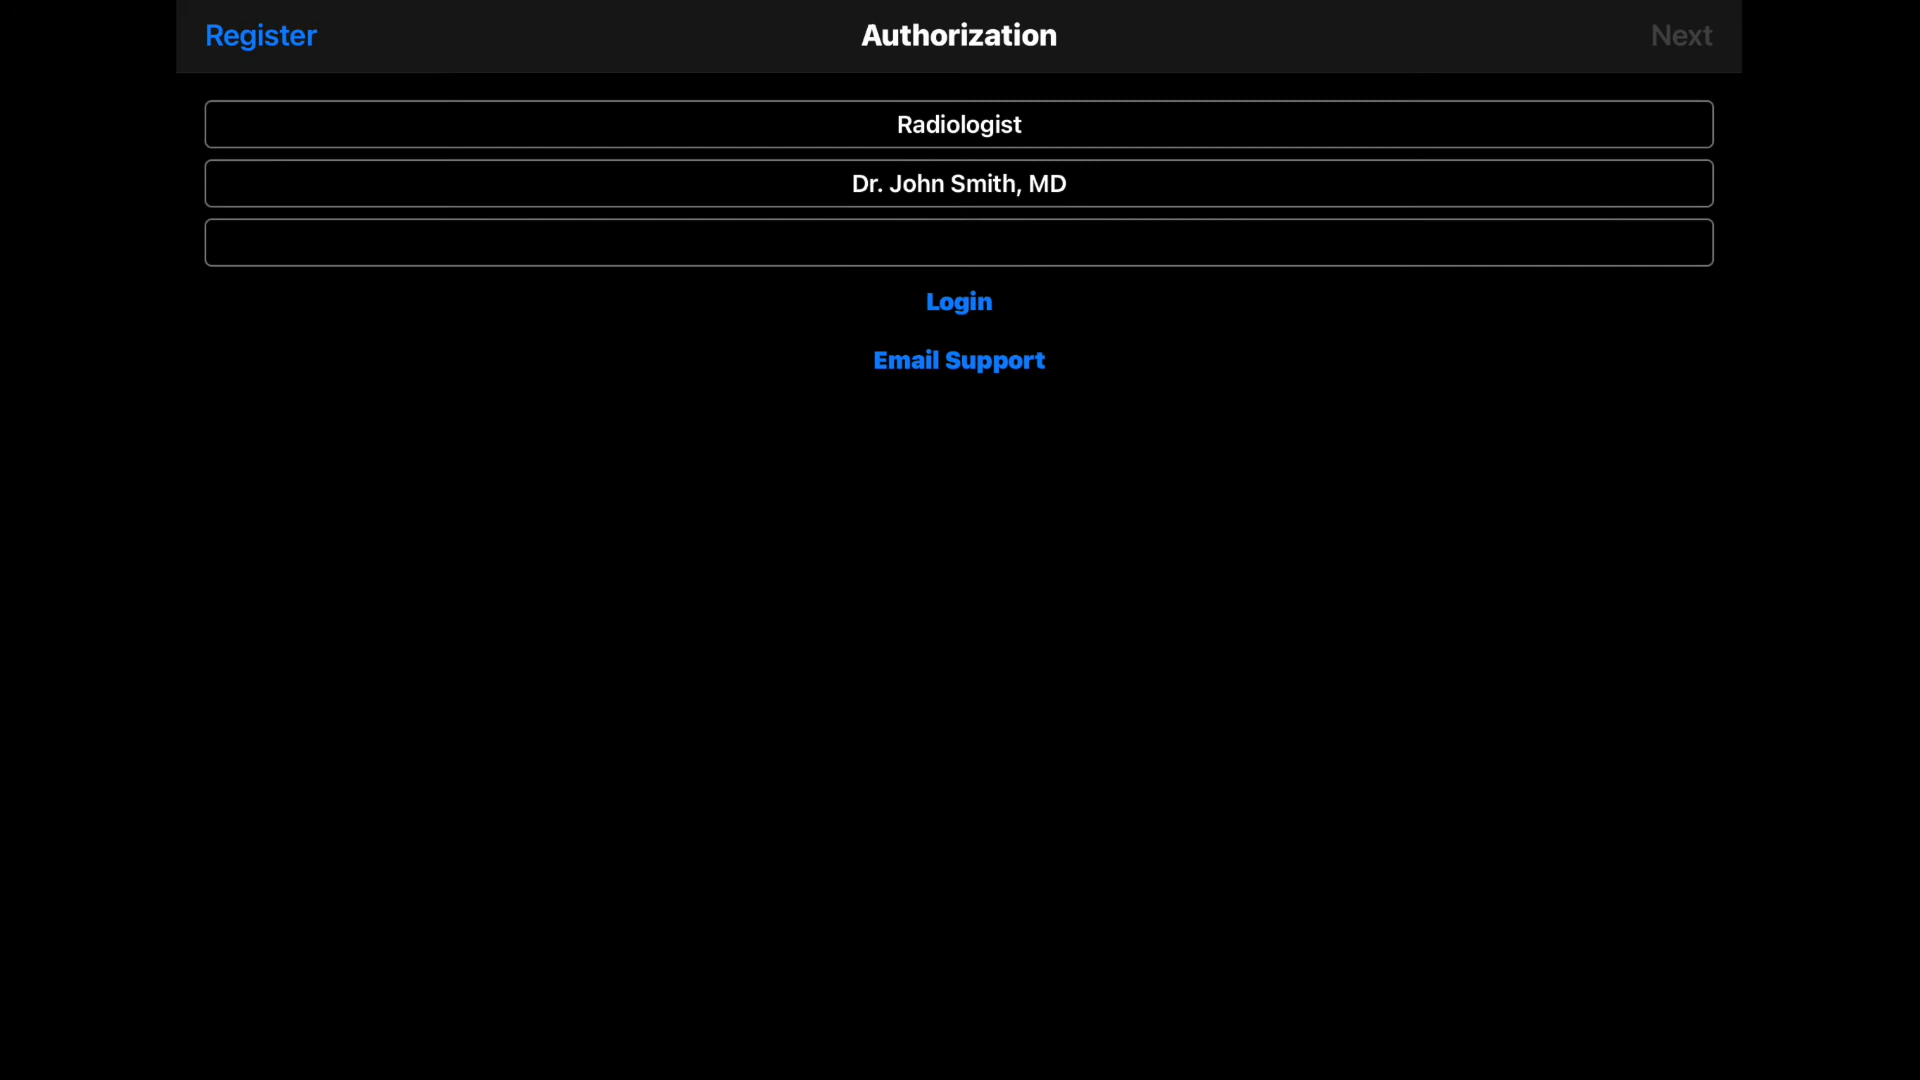 Register
Authorization
Next
Radiologist
Dr. John Smith, MD
Login
Email Support